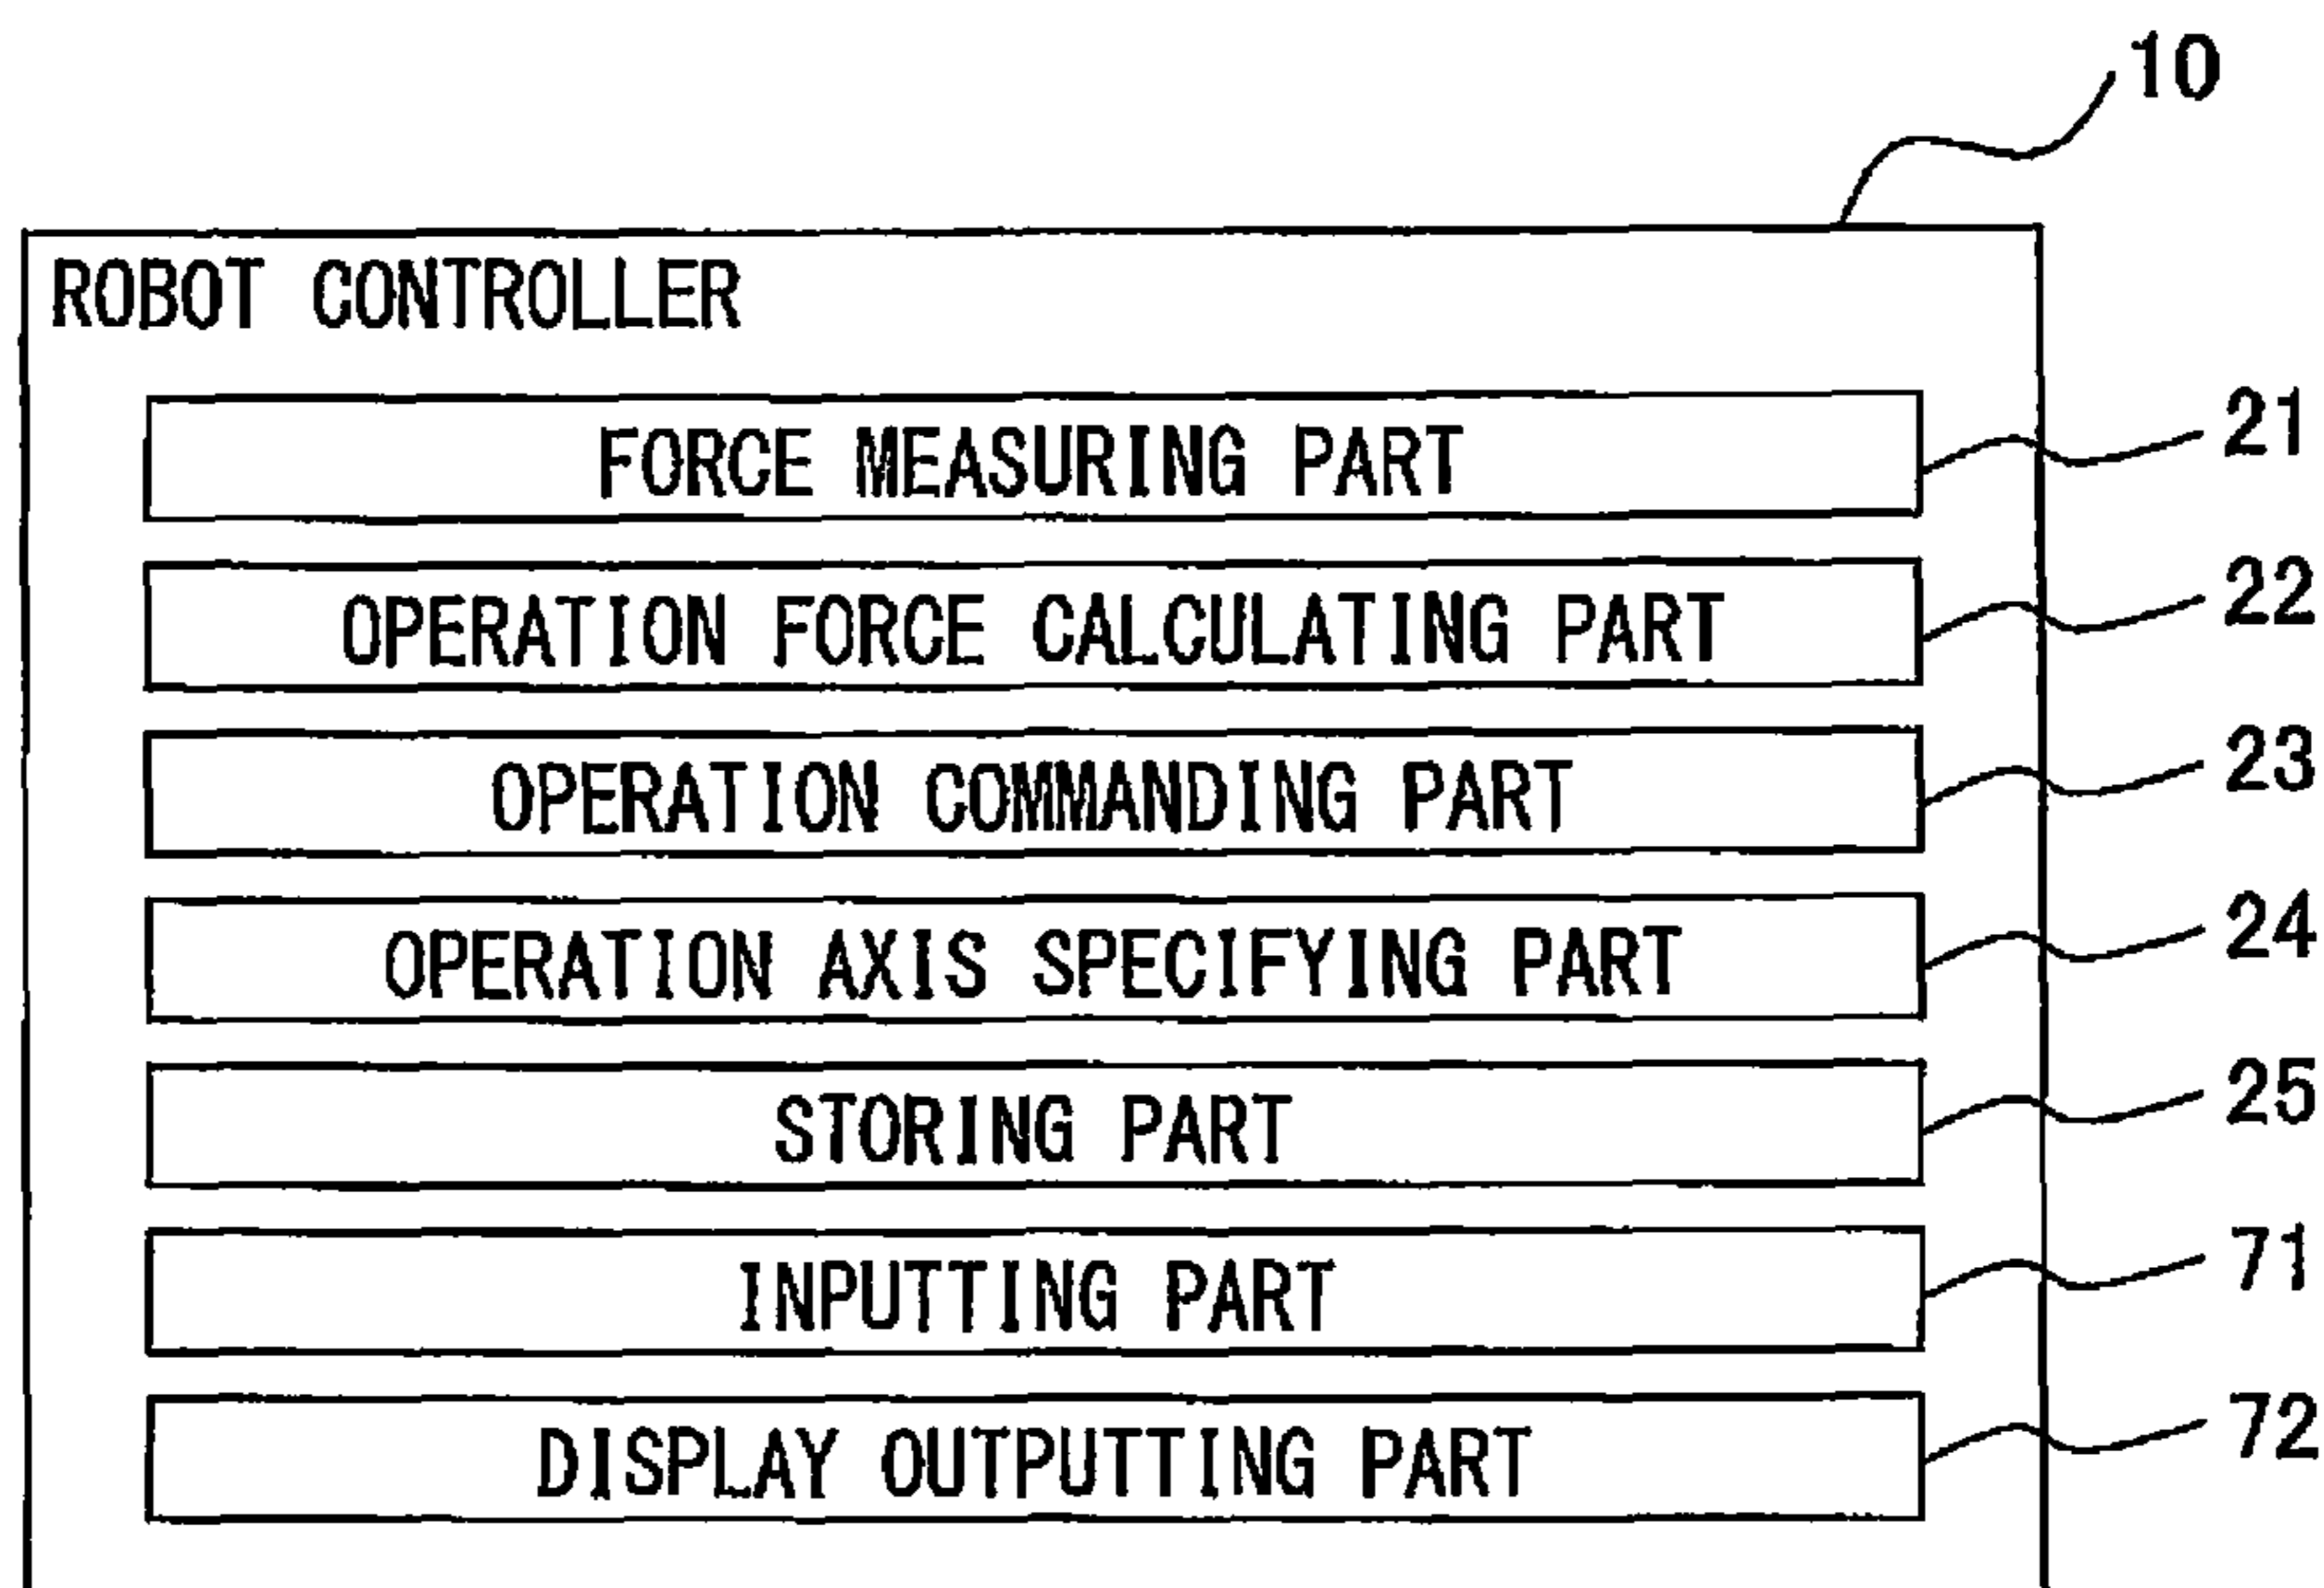 10
ROBOT CONTROLLER
FORCE MEASURING PART 21
OPERATION FORCE CALCULATING PART 22
OPERATION COMMANDING PART 23
OPERATION AXIS SPECIFYING PART 24
STORING PART 25
INPUTTING PART 71
DISPLAY OUTPUTTING PART 72